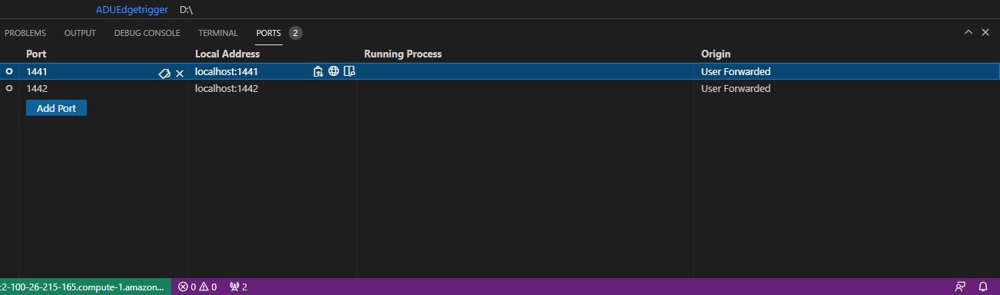 ADUEdgetrigger D:\
PROBLEMS OUTPUT DEBUG CONSOLE TERMINAL PORTS 2
Port Local Address Running Process Origin
1441 localhost:1441 User Forwarded
1442 localhost:1442 User Forwarded
Add Port
:2-100-26-215-165.compute-1.amazon... 0 0 2